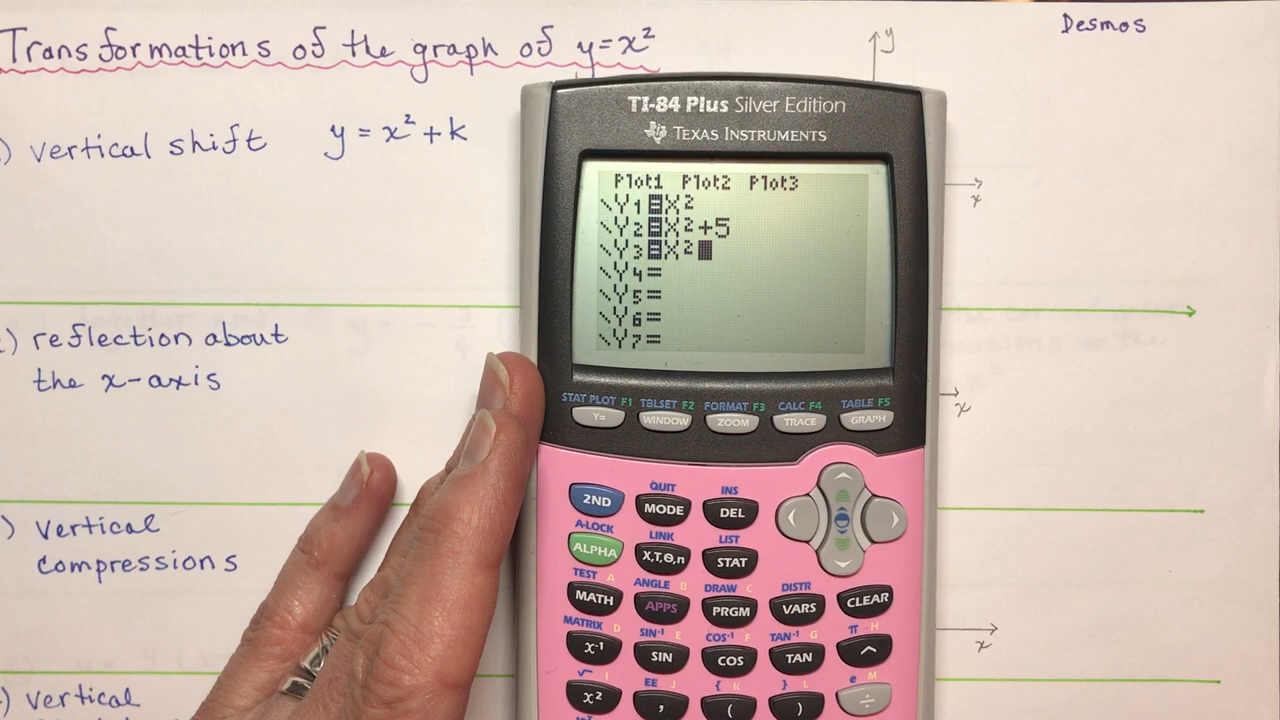 Transformations of the graph of y=x²
Desmos
y
) vertical shift y = x² + k
x
) reflection about
the x-axis
x
) vertical
compressions
x
) vertical
TI-84 Plus Silver Edition
TEXAS INSTRUMENTS
Plot1 Plot2 Plot3
\Y1=X²
\Y2=X²+5
\Y3=X²
\Y4=
\Y5=
\Y6=
\Y7=
STAT PLOT F1 TBLSET F2 FORMAT F3 CALC F4 TABLE F5
Y= WINDOW ZOOM TRACE GRAPH
QUIT INS
2ND MODE DEL
A-LOCK LINK LIST
ALPHA X,T,Θ,n STAT
TEST A ANGLE B DRAW C DISTR
MATH APPS PRGM VARS CLEAR
MATRIX D SIN⁻¹ E COS⁻¹ F TAN⁻¹ G π H
x⁻¹ SIN COS TAN ^
√ I EE J { K } L e M
x² , ( ) ÷